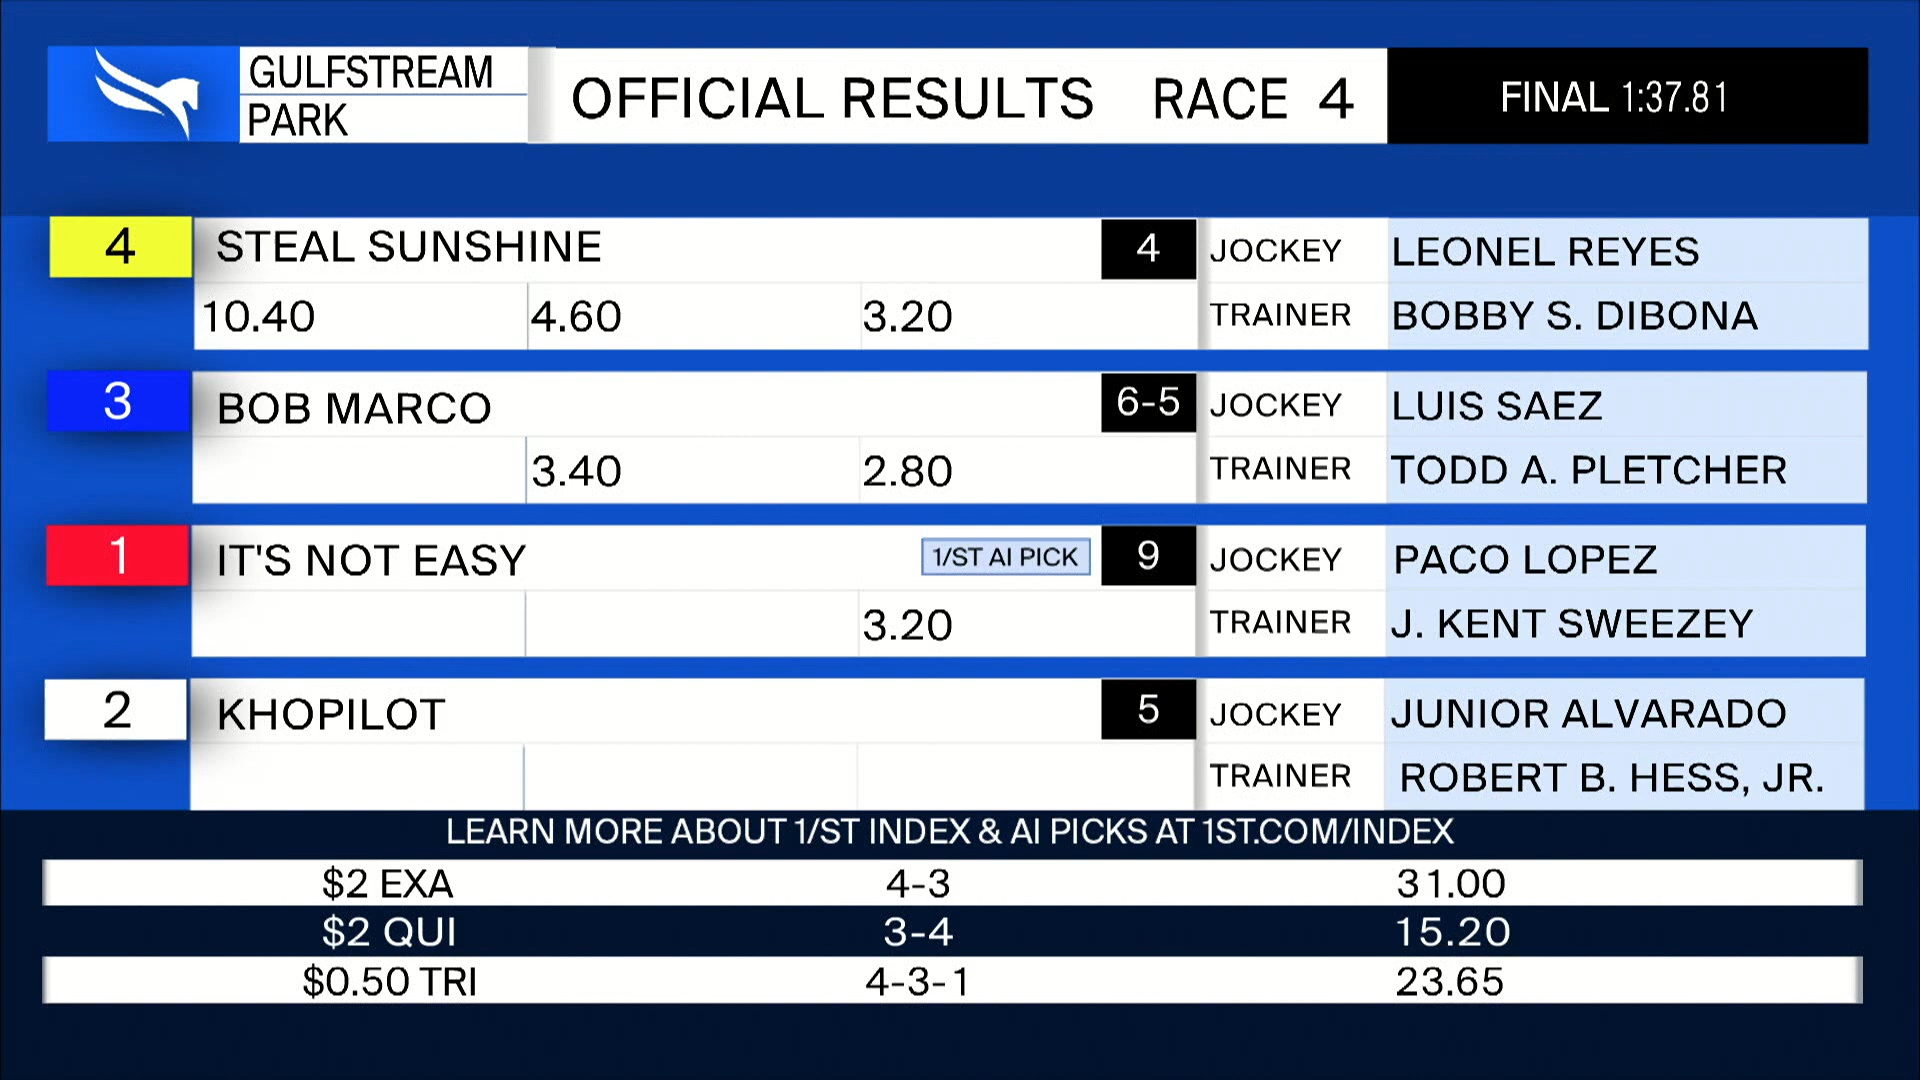 GULFSTREAM
PARK
OFFICIAL RESULTS RACE 4
FINAL 1:37.81
4 STEAL SUNSHINE 4 JOCKEY LEONEL REYES
10.40 4.60 3.20 TRAINER BOBBY S. DIBONA
3 BOB MARCO 6-5 JOCKEY LUIS SAEZ
3.40 2.80 TRAINER TODD A. PLETCHER
1 IT'S NOT EASY 1/ST AI PICK 9 JOCKEY PACO LOPEZ
3.20 TRAINER J. KENT SWEEZEY
2 KHOPILOT 5 JOCKEY JUNIOR ALVARADO
TRAINER ROBERT B. HESS, JR.
LEARN MORE ABOUT 1/ST INDEX & AI PICKS AT 1ST.COM/INDEX
$2 EXA 4-3 31.00
$2 QUI 3-4 15.20
$0.50 TRI 4-3-1 23.65